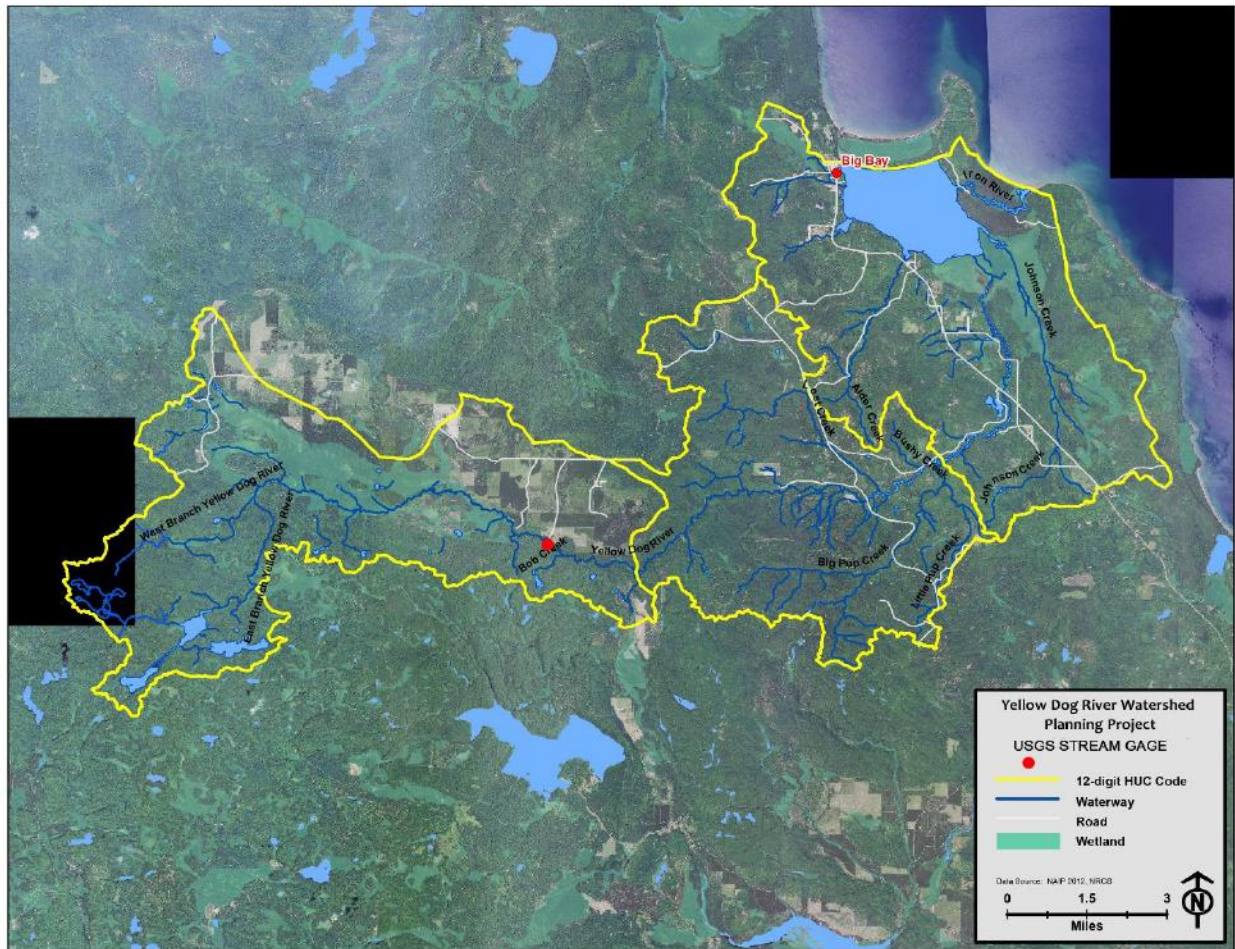 Big Bay
Iron River
Johnson Creek
Alder Creek
Bushy Creek
Johnson Creek
West Branch Yellow Dog River
East Branch Yellow Dog River
Bob Creek
Yellow Dog River
Big Pup Creek
Little Pup Creek
Yellow Dog River Watershed
Planning Project
USGS STREAM GAGE
12-digit HUC Code
Waterway
Road
Wetland
Data Source: NAIP 2012, NRCS
0 1.5 3
Miles
N